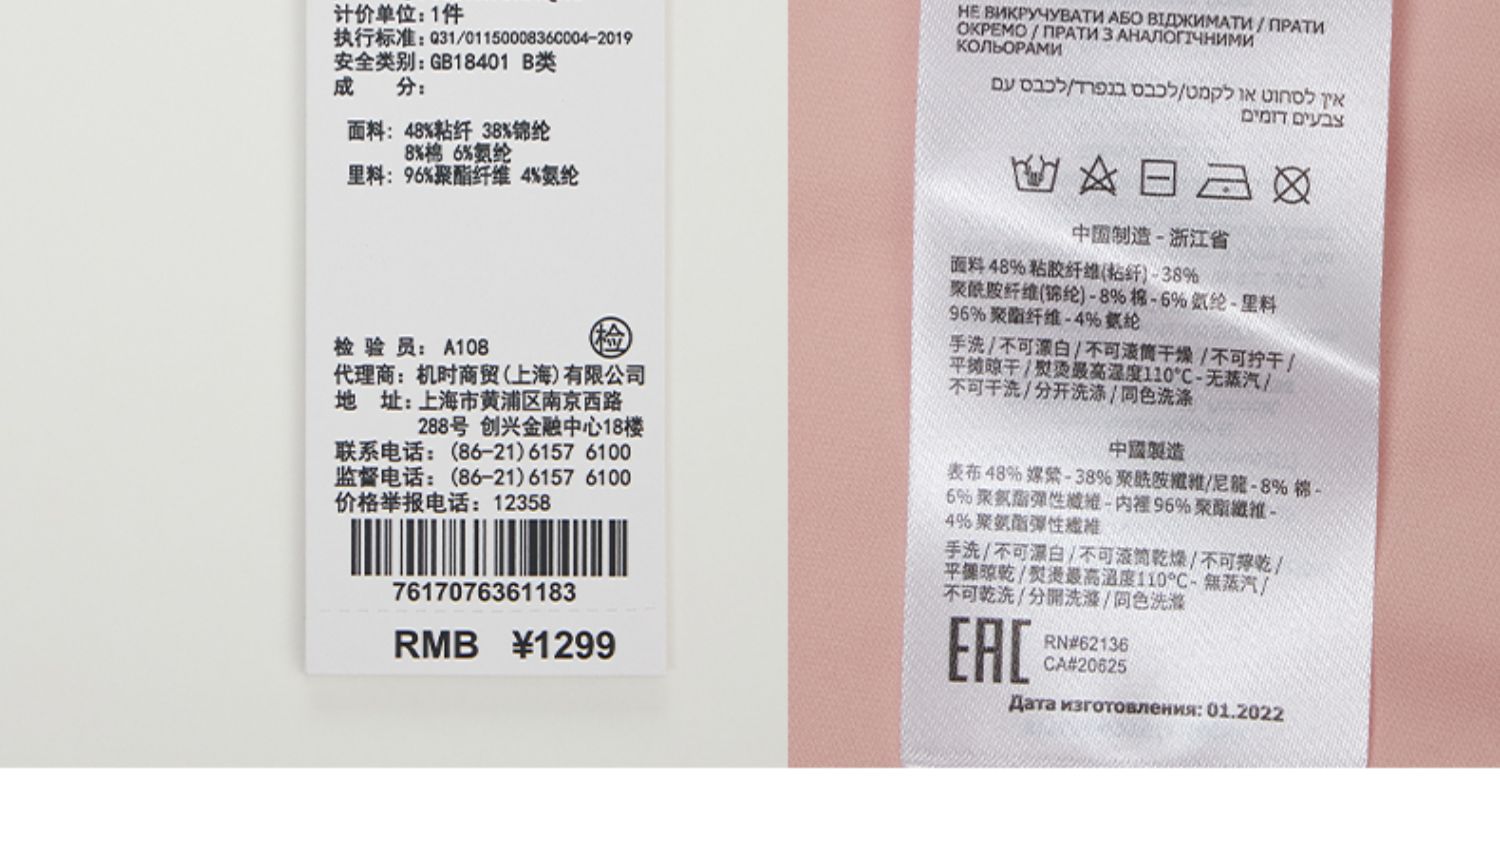 计价单位:1件
执行标准:Q31/0115000836C004-2019
安全类别:GB18401 B类
成 分:
面料: 48%粘纤 38%锦纶
8%棉 6%氨纶
里料: 96%聚酯纤维 4%氨纶
检
检 验 员: A108
代理商: 机时商贸(上海)有限公司
地 址: 上海市黄浦区南京西路
288号 创兴金融中心18楼
联系电话: (86-21)6157 6100
监督电话: (86-21)6157 6100
价格举报电话: 12358
7617076361183
RMB ¥1299
НЕ ВИКРУЧУВАТИ АБО ВІДЖИМАТИ / ПРАТИ
ОКРЕМО / ПРАТИ З АНАЛОГІЧНИМИ
КОЛЬОРАМИ
אין לסחוט או לקמט/לכבס בנפרד/לכבס עם
צבעים דומים
中国制造 - 浙江省
面料 48% 粘胶纤维(粘纤) - 38%
聚酰胺纤维(锦纶) - 8% 棉 - 6% 氨纶 - 里料
96% 聚酯纤维 - 4% 氨纶
手洗 / 不可漂白 / 不可滚筒干燥 / 不可拧干 /
平摊晾干 / 熨烫最高温度110°C - 无蒸汽 /
不可干洗 / 分开洗涤 / 同色洗涤
中國製造
表布 48% 嫘縈 - 38% 聚酰胺纖維/尼龍 - 8% 棉 -
6% 聚氨酯彈性纖維 - 內裡 96% 聚酯纖維 -
4% 聚氨酯彈性纖維
手洗 / 不可漂白 / 不可滾筒乾燥 / 不可擰乾 /
平攤晾乾 / 熨燙最高溫度110°C - 無蒸汽 /
不可乾洗 / 分開洗滌 / 同色洗滌
EAC
RN#62136
CA#20625
Дата изготовления: 01.2022